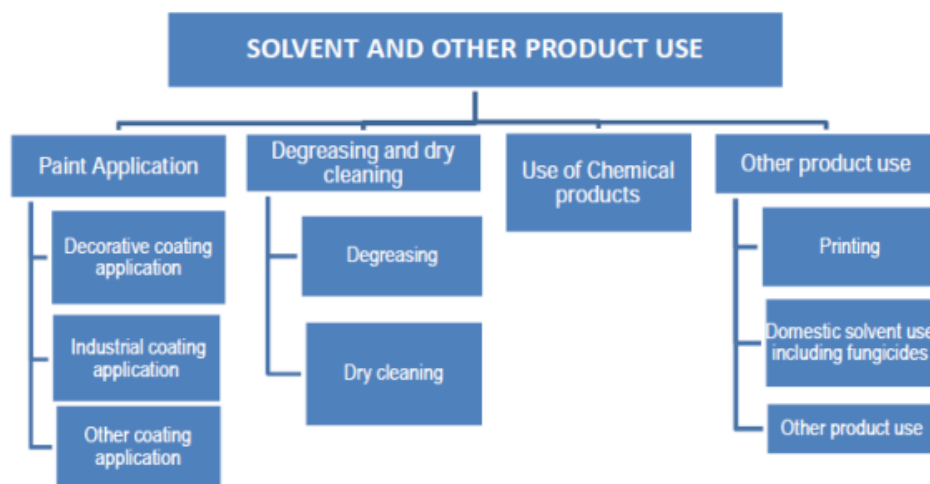 SOLVENT AND OTHER PRODUCT USE
Paint Application
Decorative coating
application
Industrial coating
application
Other coating
application
Degreasing and dry
cleaning
Degreasing
Dry cleaning
Use of Chemical
products
Other product use
Printing
Domestic solvent use
including fungicides
Other product use